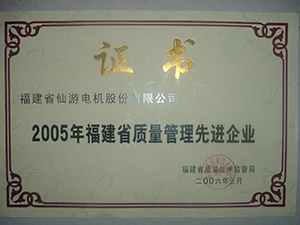 证书
福建省仙游电机股份有限公司
2005年福建省质量管理先进企业
福建省质量技术监督局
二〇〇六年三月